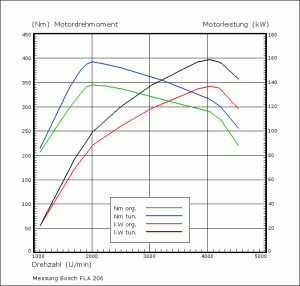 (Nm) Motordrehmoment Motorleistung (kW)
450 180
400 160
350 140
300 120
250 100
200 80
150 60
100 40
50 20
0 0
Nm org.
Nm tun.
kW org.
kW tun.
1000 2000 3000 4000 5000
Drehzahl (U/min)
Messung Bosch FLA 206